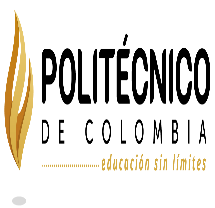 POLITÉCNICO
DE COLOMBIA
educación sin límites